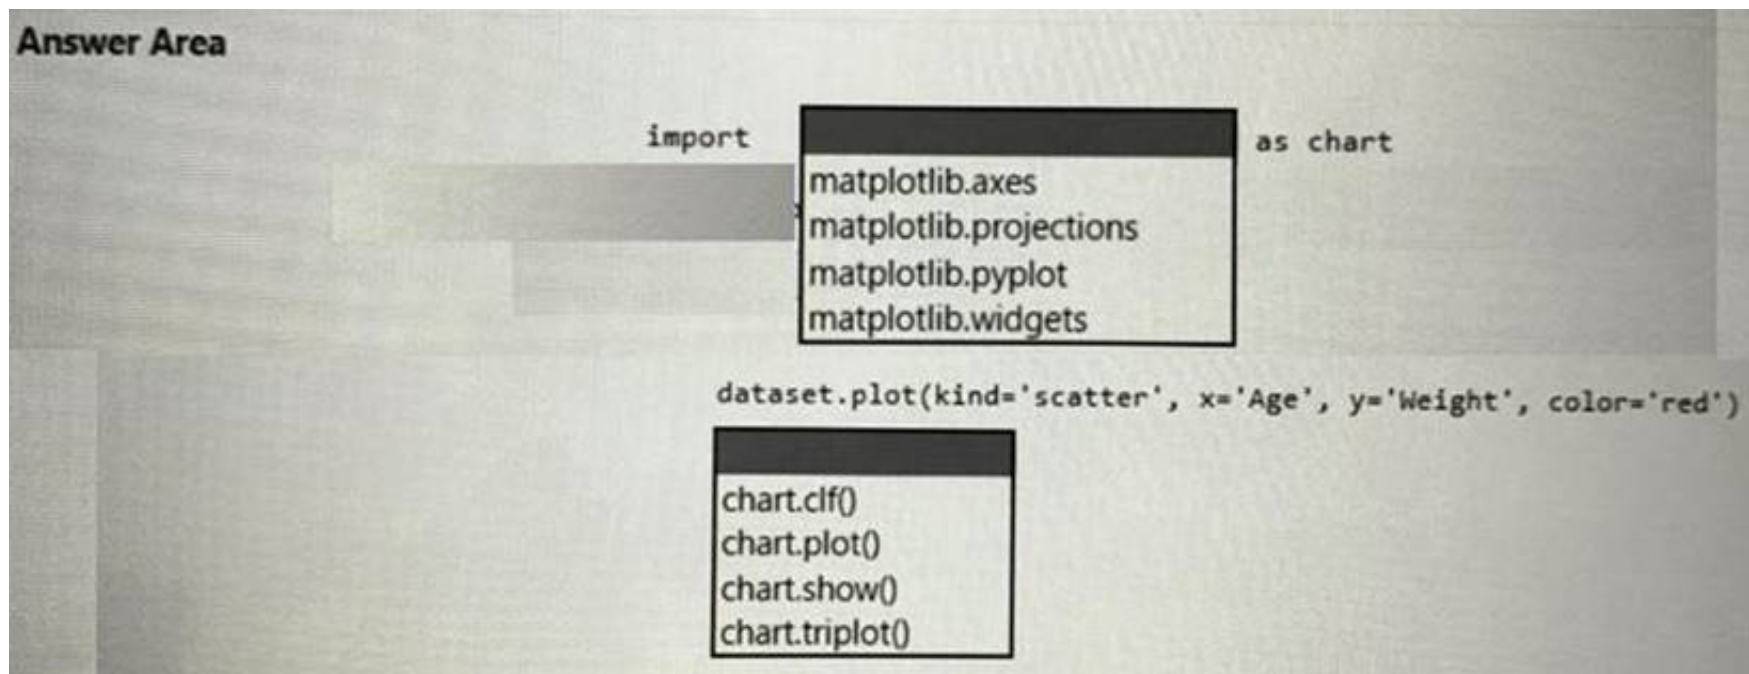 Answer Area
import as chart
matplotlib.axes
matplotlib.projections
matplotlib.pyplot
matplotlib.widgets
dataset.plot(kind='scatter', x='Age', y='Weight', color='red')
chart.clf()
chart.plot()
chart.show()
chart.triplot()